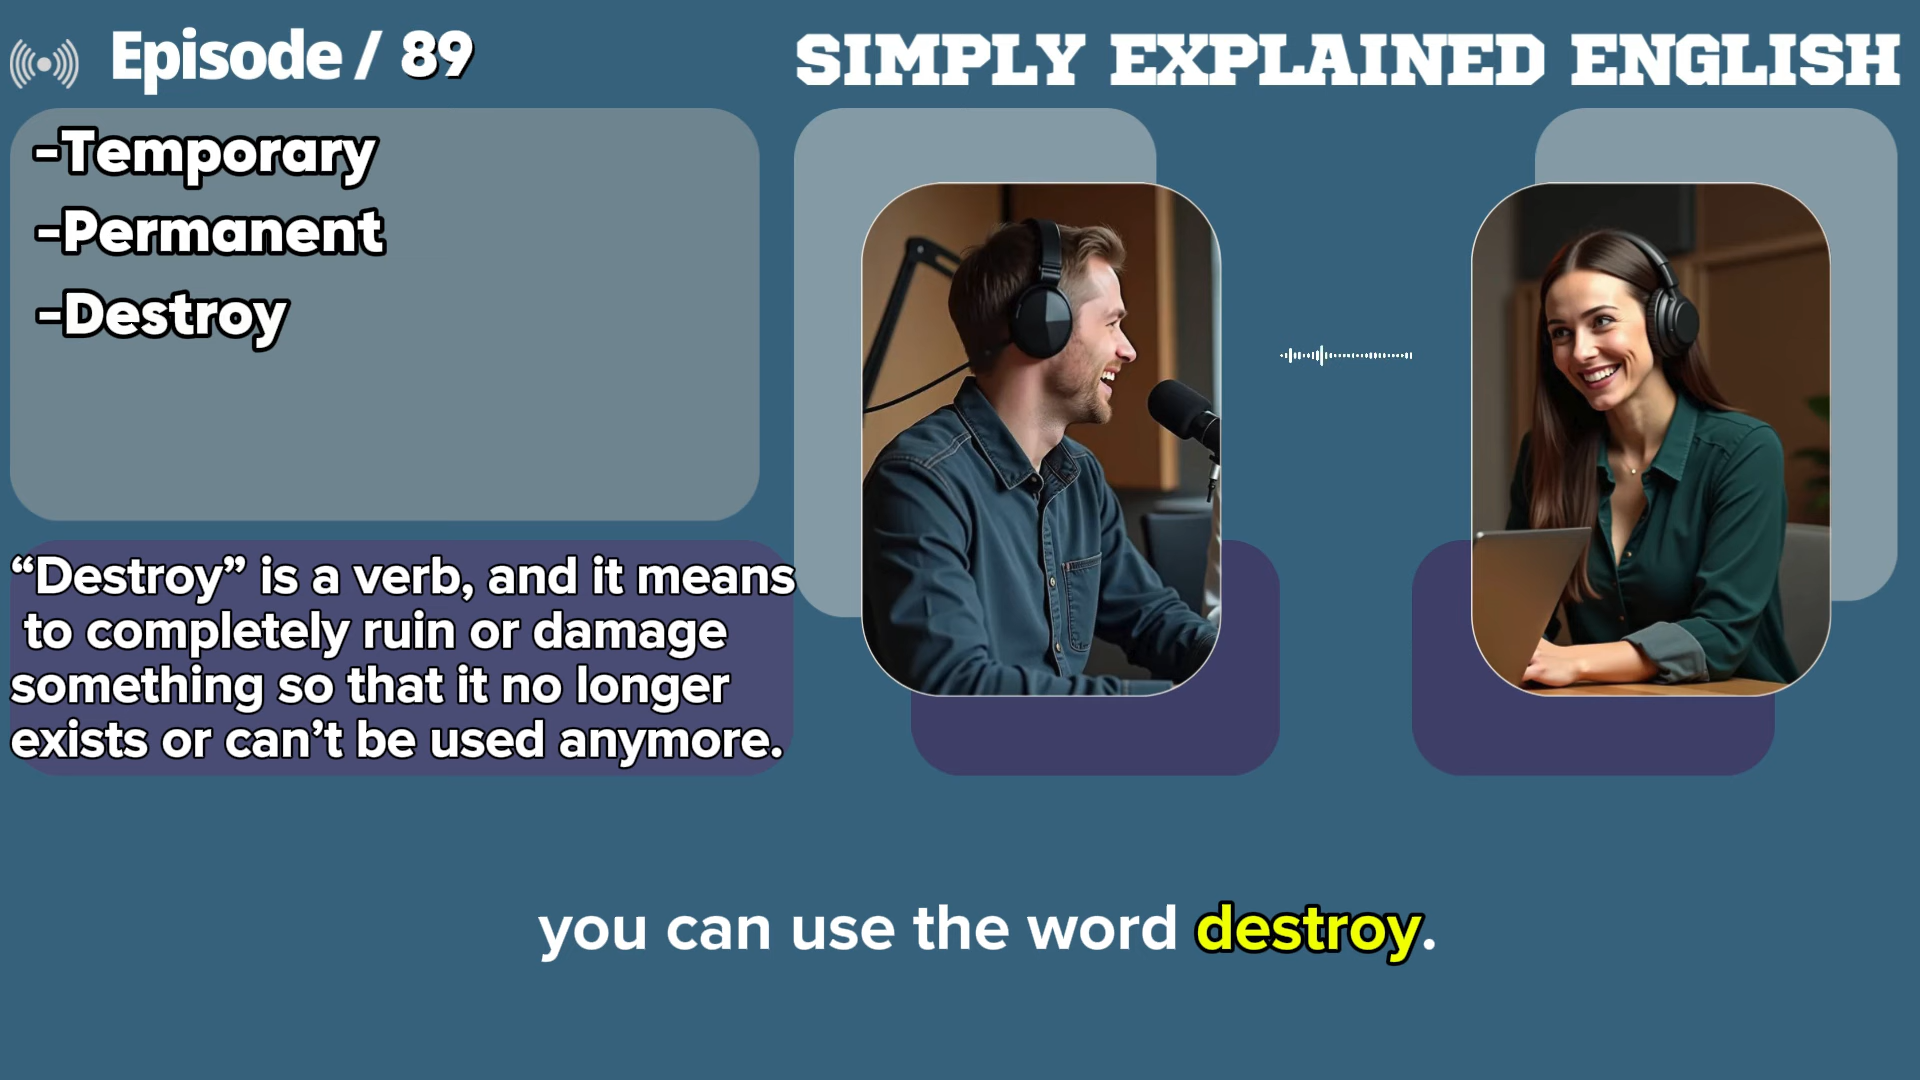 Episode / 89
SIMPLY EXPLAINED ENGLISH
-Temporary
-Permanent
-Destroy
“Destroy” is a verb, and it means
to completely ruin or damage
something so that it no longer
exists or can’t be used anymore.
you can use the word destroy.